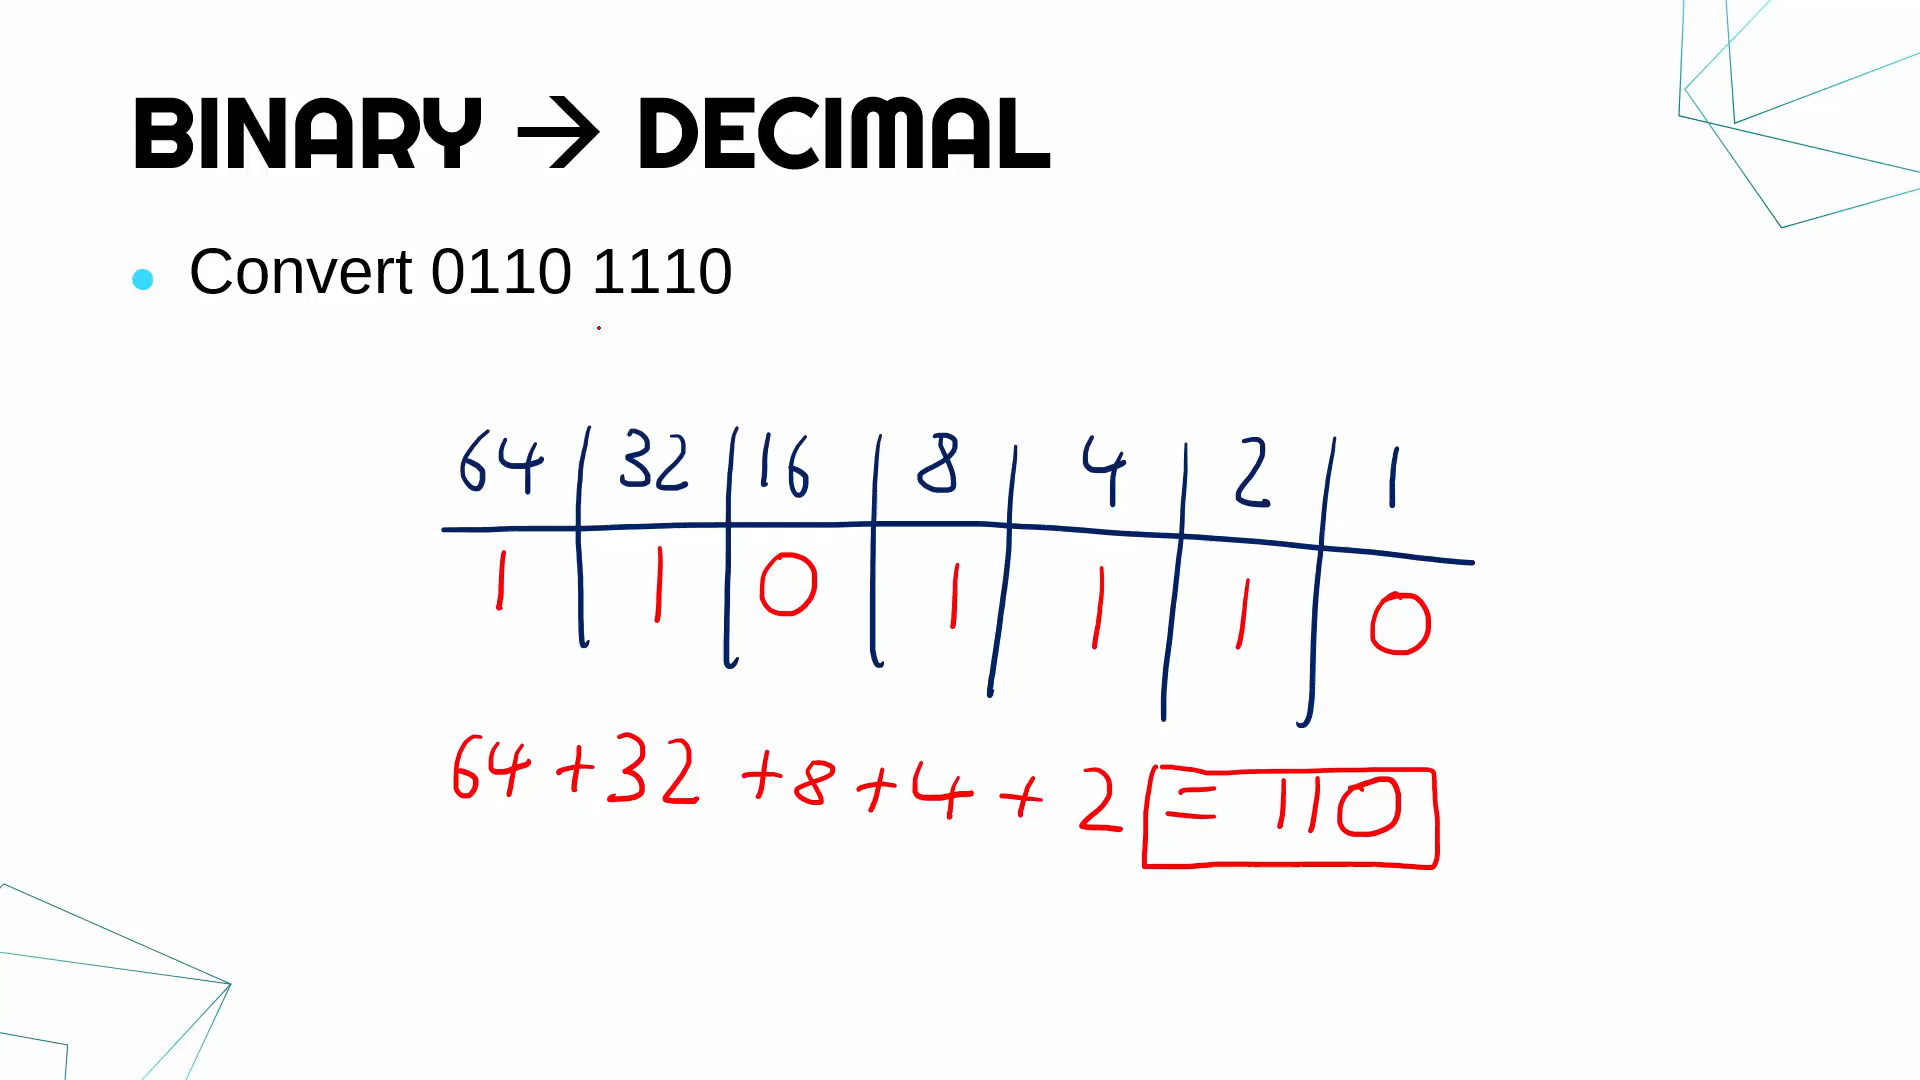 BINARY → DECIMAL
• Convert 0110 1110
64 | 32 | 16 | 8 | 4 | 2 | 1
1 | 1 | 0 | 1 | 1 | 1 | 0
64 + 32 + 8 + 4 + 2 = 110